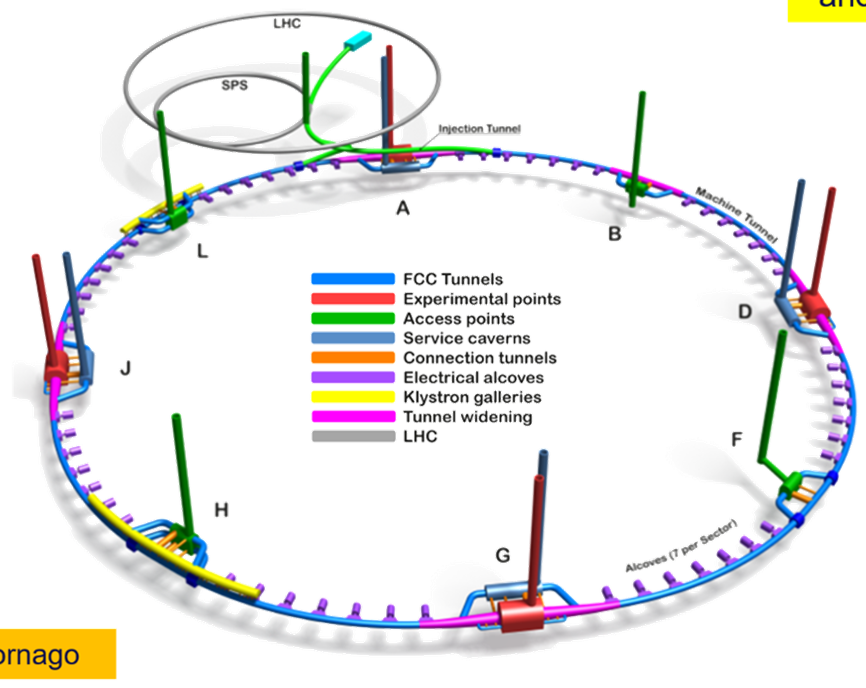 LHC
SPS
Injection Tunnel
A
B
Machine Tunnel
L
D
FCC Tunnels
Experimental points
Access points
Service caverns
Connection tunnels
Electrical alcoves
Klystron galleries
Tunnel widening
LHC
J
F
H
G
Alcoves (7 per Sector)
ornago